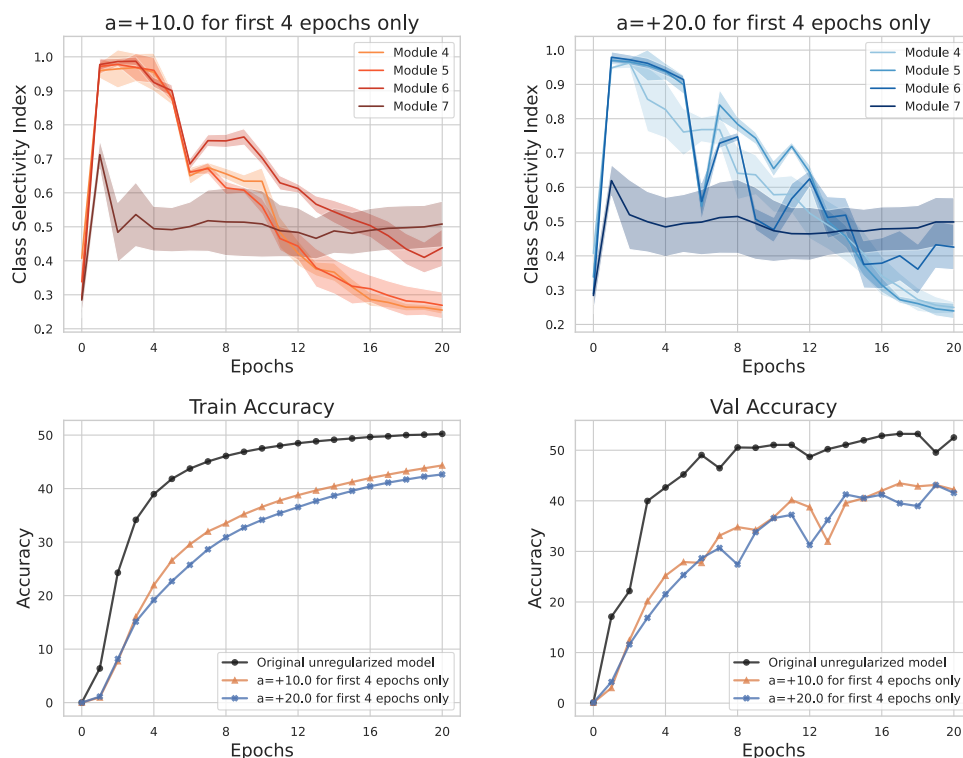 a=+10.0 for first 4 epochs only
Class Selectivity Index
1.0
0.9
0.8
0.7
0.6
0.5
0.4
0.3
0.2
Module 4
Module 5
Module 6
Module 7
0 4 8 12 16 20
Epochs
a=+20.0 for first 4 epochs only
Class Selectivity Index
1.0
0.9
0.8
0.7
0.6
0.5
0.4
0.3
0.2
Module 4
Module 5
Module 6
Module 7
0 4 8 12 16 20
Epochs
Train Accuracy
Accuracy
50
40
30
20
10
0
Original unregularized model
a=+10.0 for first 4 epochs only
a=+20.0 for first 4 epochs only
0 4 8 12 16 20
Epochs
Val Accuracy
Accuracy
50
40
30
20
10
0
Original unregularized model
a=+10.0 for first 4 epochs only
a=+20.0 for first 4 epochs only
0 4 8 12 16 20
Epochs